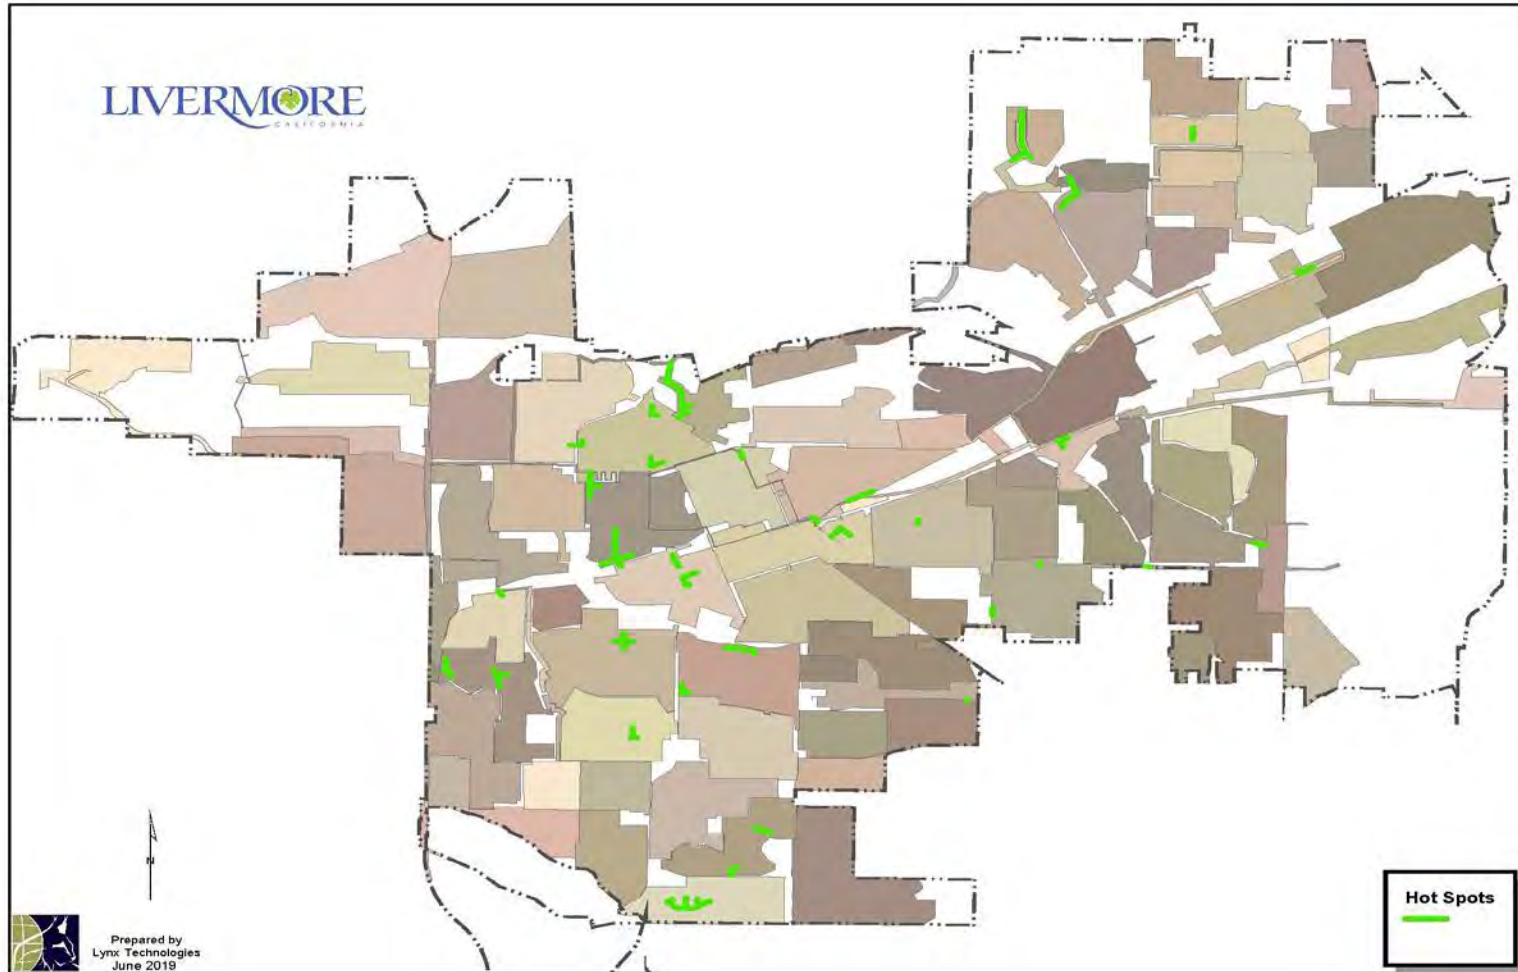 LIVERMORE
CALIFORNIA
N
Prepared by
Lynx Technologies
June 2019
Hot Spots